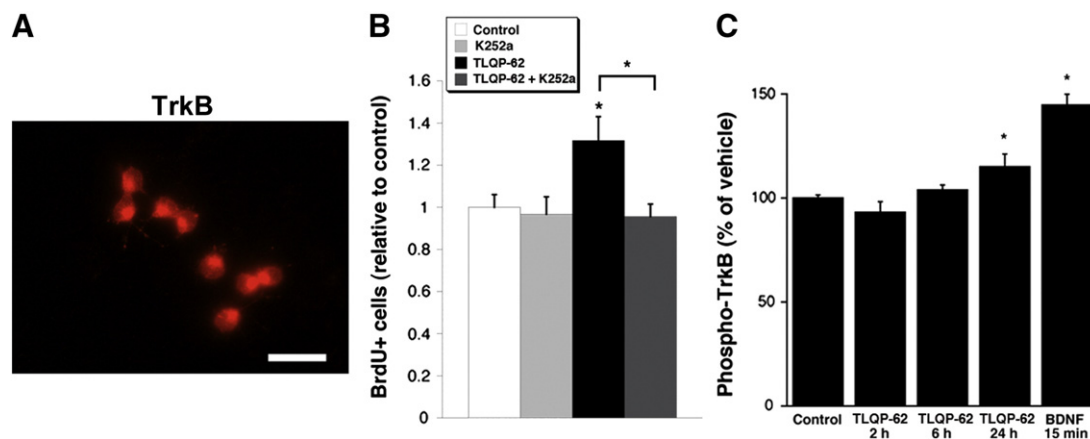 A
TrkB
B
Control
K252a
TLQP-62
TLQP-62 + K252a
BrdU+ cells (relative to control)
1.6
1.4
1.2
1
0.8
0.6
0.4
0.2
0
*
*
C
Phospho-TrkB (% of vehicle)
150
100
50
0
*
*
Control
TLQP-62
2 h
TLQP-62
6 h
TLQP-62
24 h
BDNF
15 min